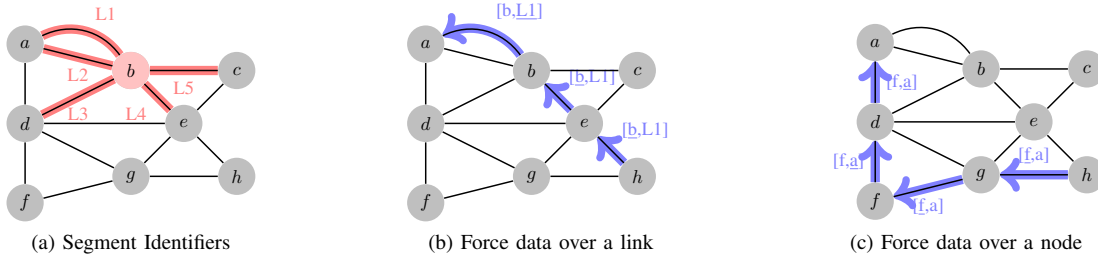 L1
a
b
c
L2
L5
L3
L4
d
e
g
h
f
(a) Segment Identifiers
[b,L1]
a
b
c
[b,L1]
d
e
[b,L1]
g
h
f
(b) Force data over a link
a
b
c
[f,a]
d
e
[f,a]
[f,a]
g
h
f
[f,a]
(c) Force data over a node